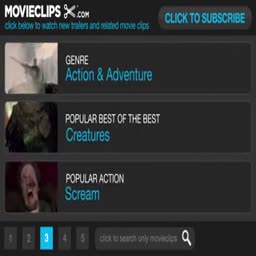 MOVIECLIPS.COM
CLICK TO SUBSCRIBE
click below to watch new trailers and related movie clips
GENRE
Action & Adventure
POPULAR BEST OF THE BEST
Creatures
POPULAR ACTION
Scream
1 2 3 4 5 click to search only movieclips